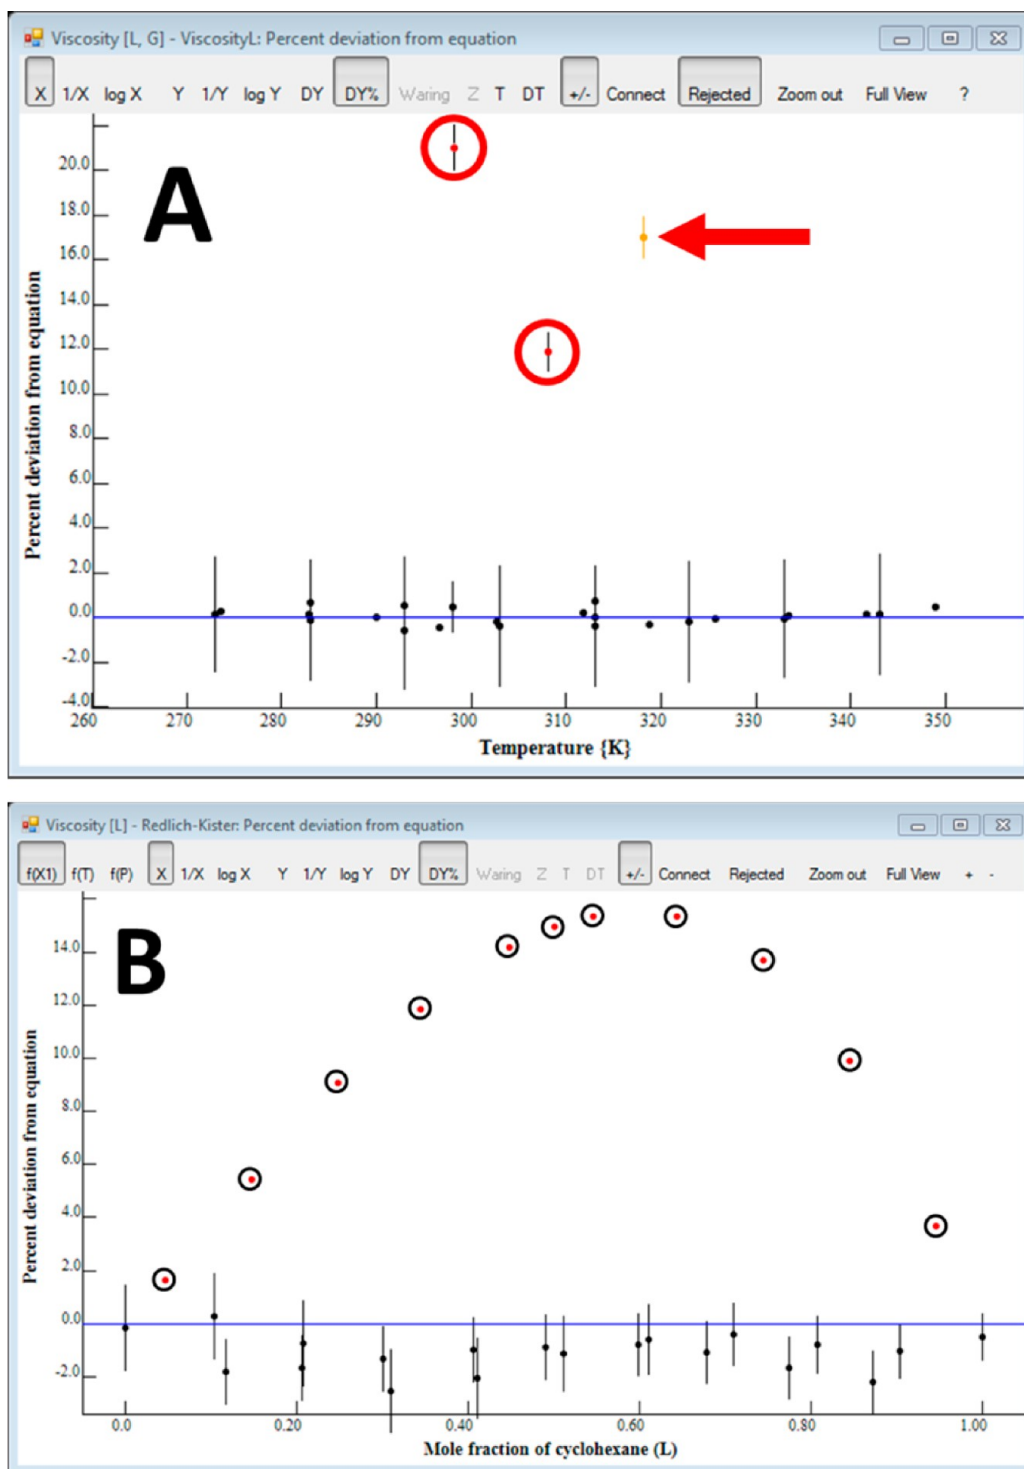 Viscosity [L, G] - ViscosityL: Percent deviation from equation
X 1/X log X Y 1/Y log Y DY DY% Waring Z T DT +/- Connect Rejected Zoom out Full View ?
A
Percent deviation from equation
20.0
18.0
16.0
14.0
12.0
10.0
8.0
6.0
4.0
2.0
0.0
-2.0
-4.0
260 270 280 290 300 310 320 330 340 350
Temperature {K}
Viscosity [L] - Redlich-Kister: Percent deviation from equation
f(X1) f(T) f(P) X 1/X log X Y 1/Y log Y DY DY% Waring Z T DT +/- Connect Rejected Zoom out Full View + -
B
Percent deviation from equation
14.0
12.0
10.0
8.0
6.0
4.0
2.0
0.0
-2.0
0.0 0.20 0.40 0.60 0.80 1.00
Mole fraction of cyclohexane (L)